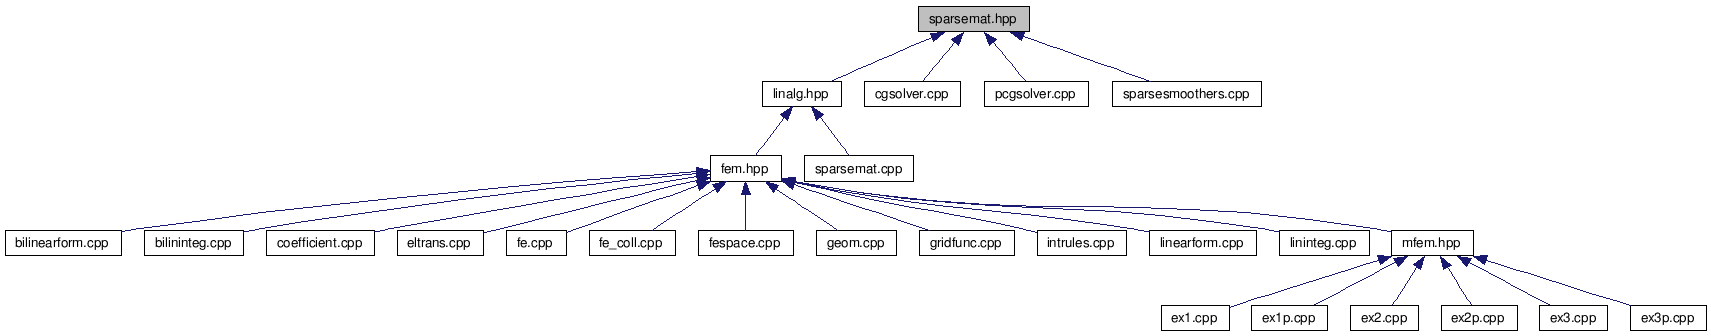 sparsemat.hpp
linalg.hpp
cgsolver.cpp
pcgsolver.cpp
sparsesmoothers.cpp
fem.hpp
sparsemat.cpp
bilinearform.cpp
bilininteg.cpp
coefficient.cpp
eltrans.cpp
fe.cpp
fe_coll.cpp
fespace.cpp
geom.cpp
gridfunc.cpp
intrules.cpp
linearform.cpp
lininteg.cpp
mfem.hpp
ex1.cpp
ex1p.cpp
ex2.cpp
ex2p.cpp
ex3.cpp
ex3p.cpp